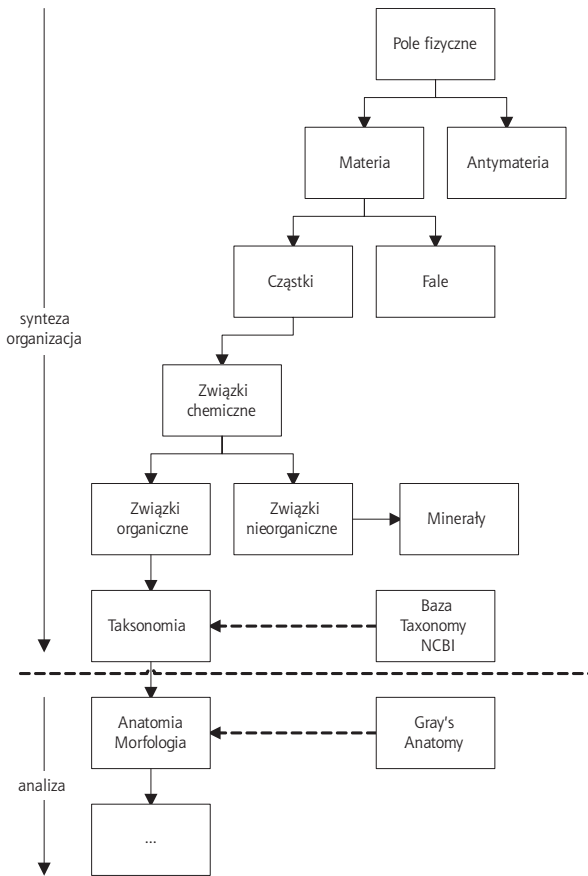 Pole fizyczne
Materia
Antymateria
Cząstki
Fale
synteza
organizacja
Związki
chemiczne
Związki
organiczne
Związki
nieorganiczne
Minerały
Taksonomia
Baza
Taxonomy
NCBI
Anatomia
Morfologia
Gray's
Anatomy
analiza
...